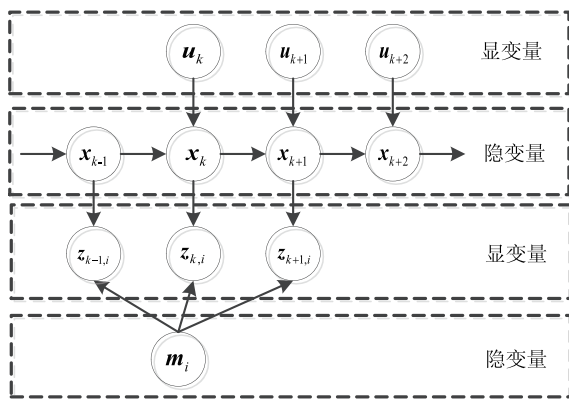 u_k u_{k+1} u_{k+2} 显变量
x_{k-1} x_k x_{k+1} x_{k+2} 隐变量
z_{k-1,i} z_{k,i} z_{k+1,i} 显变量
m_i 隐变量